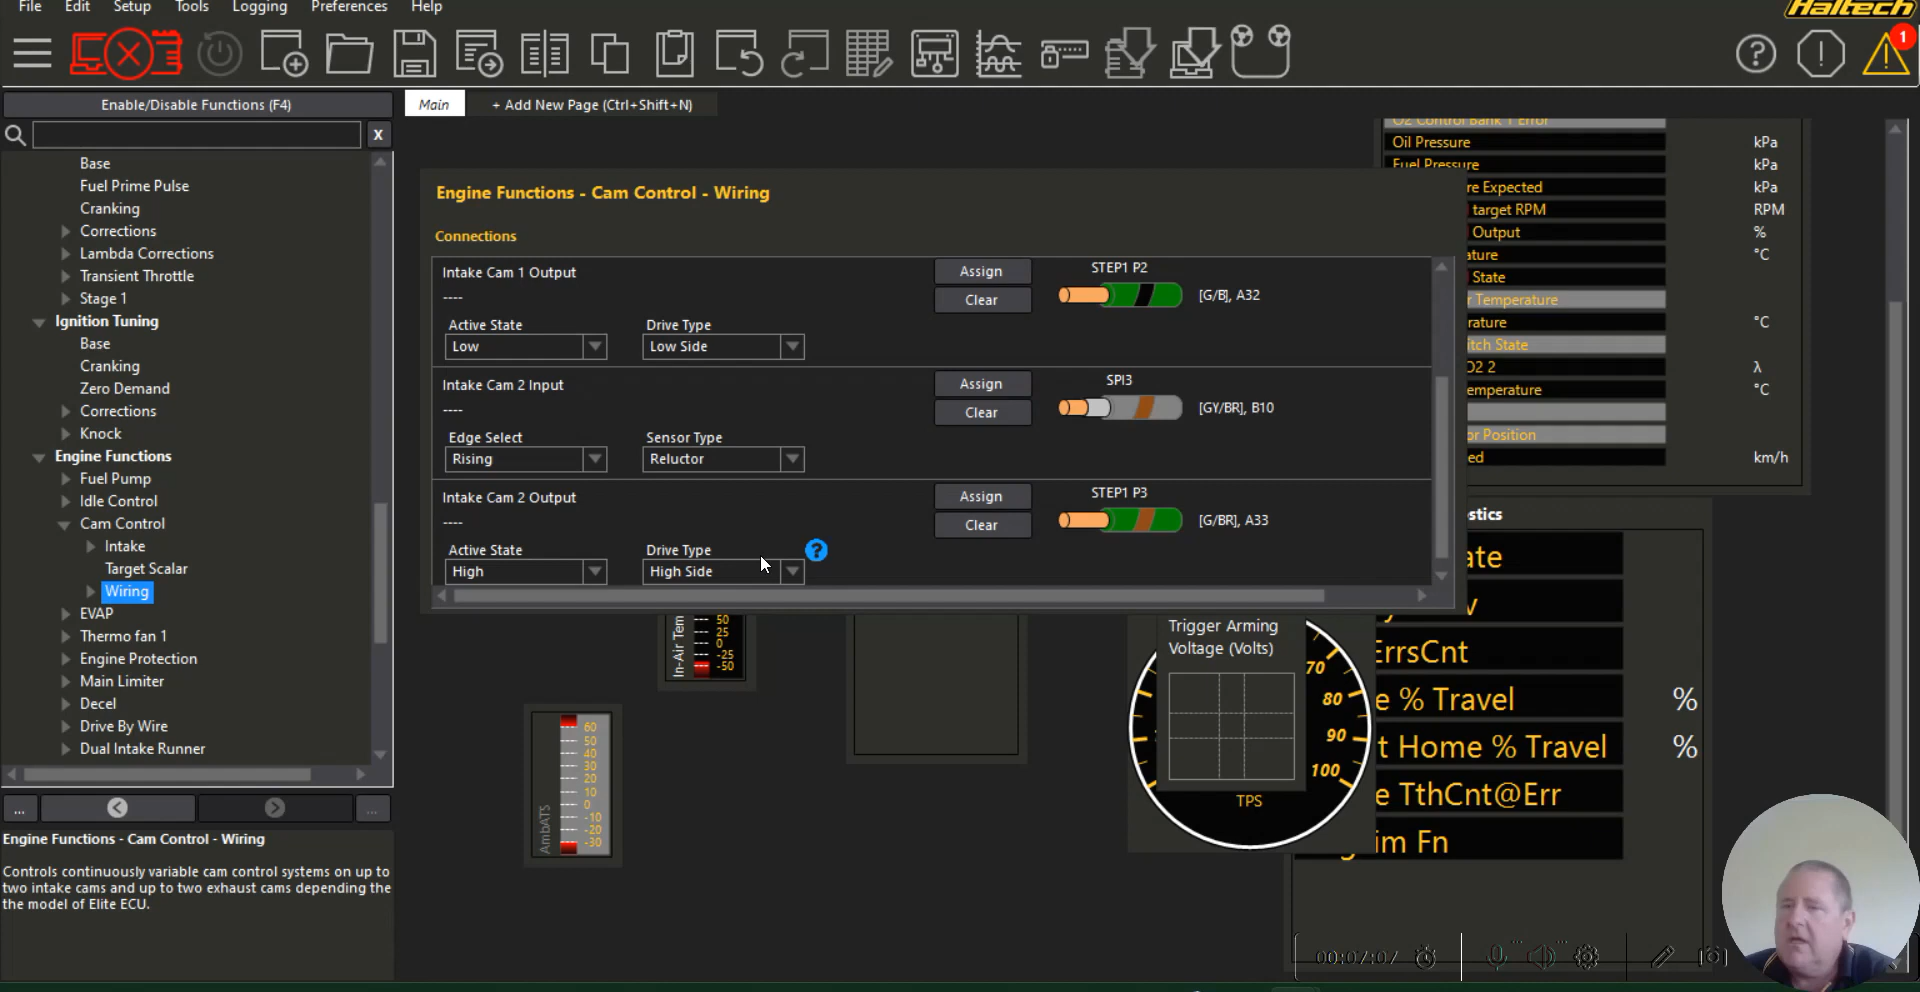 File Edit Setup Tools Logging Preferences Help
Haltech
1
Enable/Disable Functions (F4)
Main
+ Add New Page (Ctrl+Shift+N)
X
Base
Fuel Prime Pulse
Cranking
Corrections
Lambda Corrections
Transient Throttle
Stage 1
Ignition Tuning
Base
Cranking
Zero Demand
Corrections
Knock
Engine Functions
Fuel Pump
Idle Control
Cam Control
Intake
Target Scalar
Wiring
EVAP
Thermo fan 1
Engine Protection
Main Limiter
Decel
Drive By Wire
Dual Intake Runner
...
...
Engine Functions - Cam Control - Wiring
Controls continuously variable cam control systems on up to
two intake cams and up to two exhaust cams depending the
the model of Elite ECU.
Engine Functions - Cam Control - Wiring
Connections
Intake Cam 1 Output
----
Assign
Clear
STEP1 P2
[G/B], A32
Active State Drive Type
Low Low Side
Intake Cam 2 Input
----
Assign
Clear
SPI3
[GY/BR], B10
Edge Select Sensor Type
Rising Reluctor
Intake Cam 2 Output
----
Assign
Clear
STEP1 P3
[G/BR], A33
Active State Drive Type ?
High High Side
O2 Control Bank 1 Error
Oil Pressure kPa
Fuel Pressure kPa
re Expected kPa
target RPM RPM
Output %
ature °C
State
r Temperature
rature °C
itch State
O2 2 λ
emperature °C
or Position
ed km/h
stics
ate
v
ErrsCnt
e % Travel %
t Home % Travel %
e TthCnt@Err
im Fn
In-Air Tem
50
25
0
-25
-50
AmbATS
60
50
40
30
20
10
0
-10
-20
-30
Trigger Arming
Voltage (Volts)
70
80
90
100
TPS
00:02:07